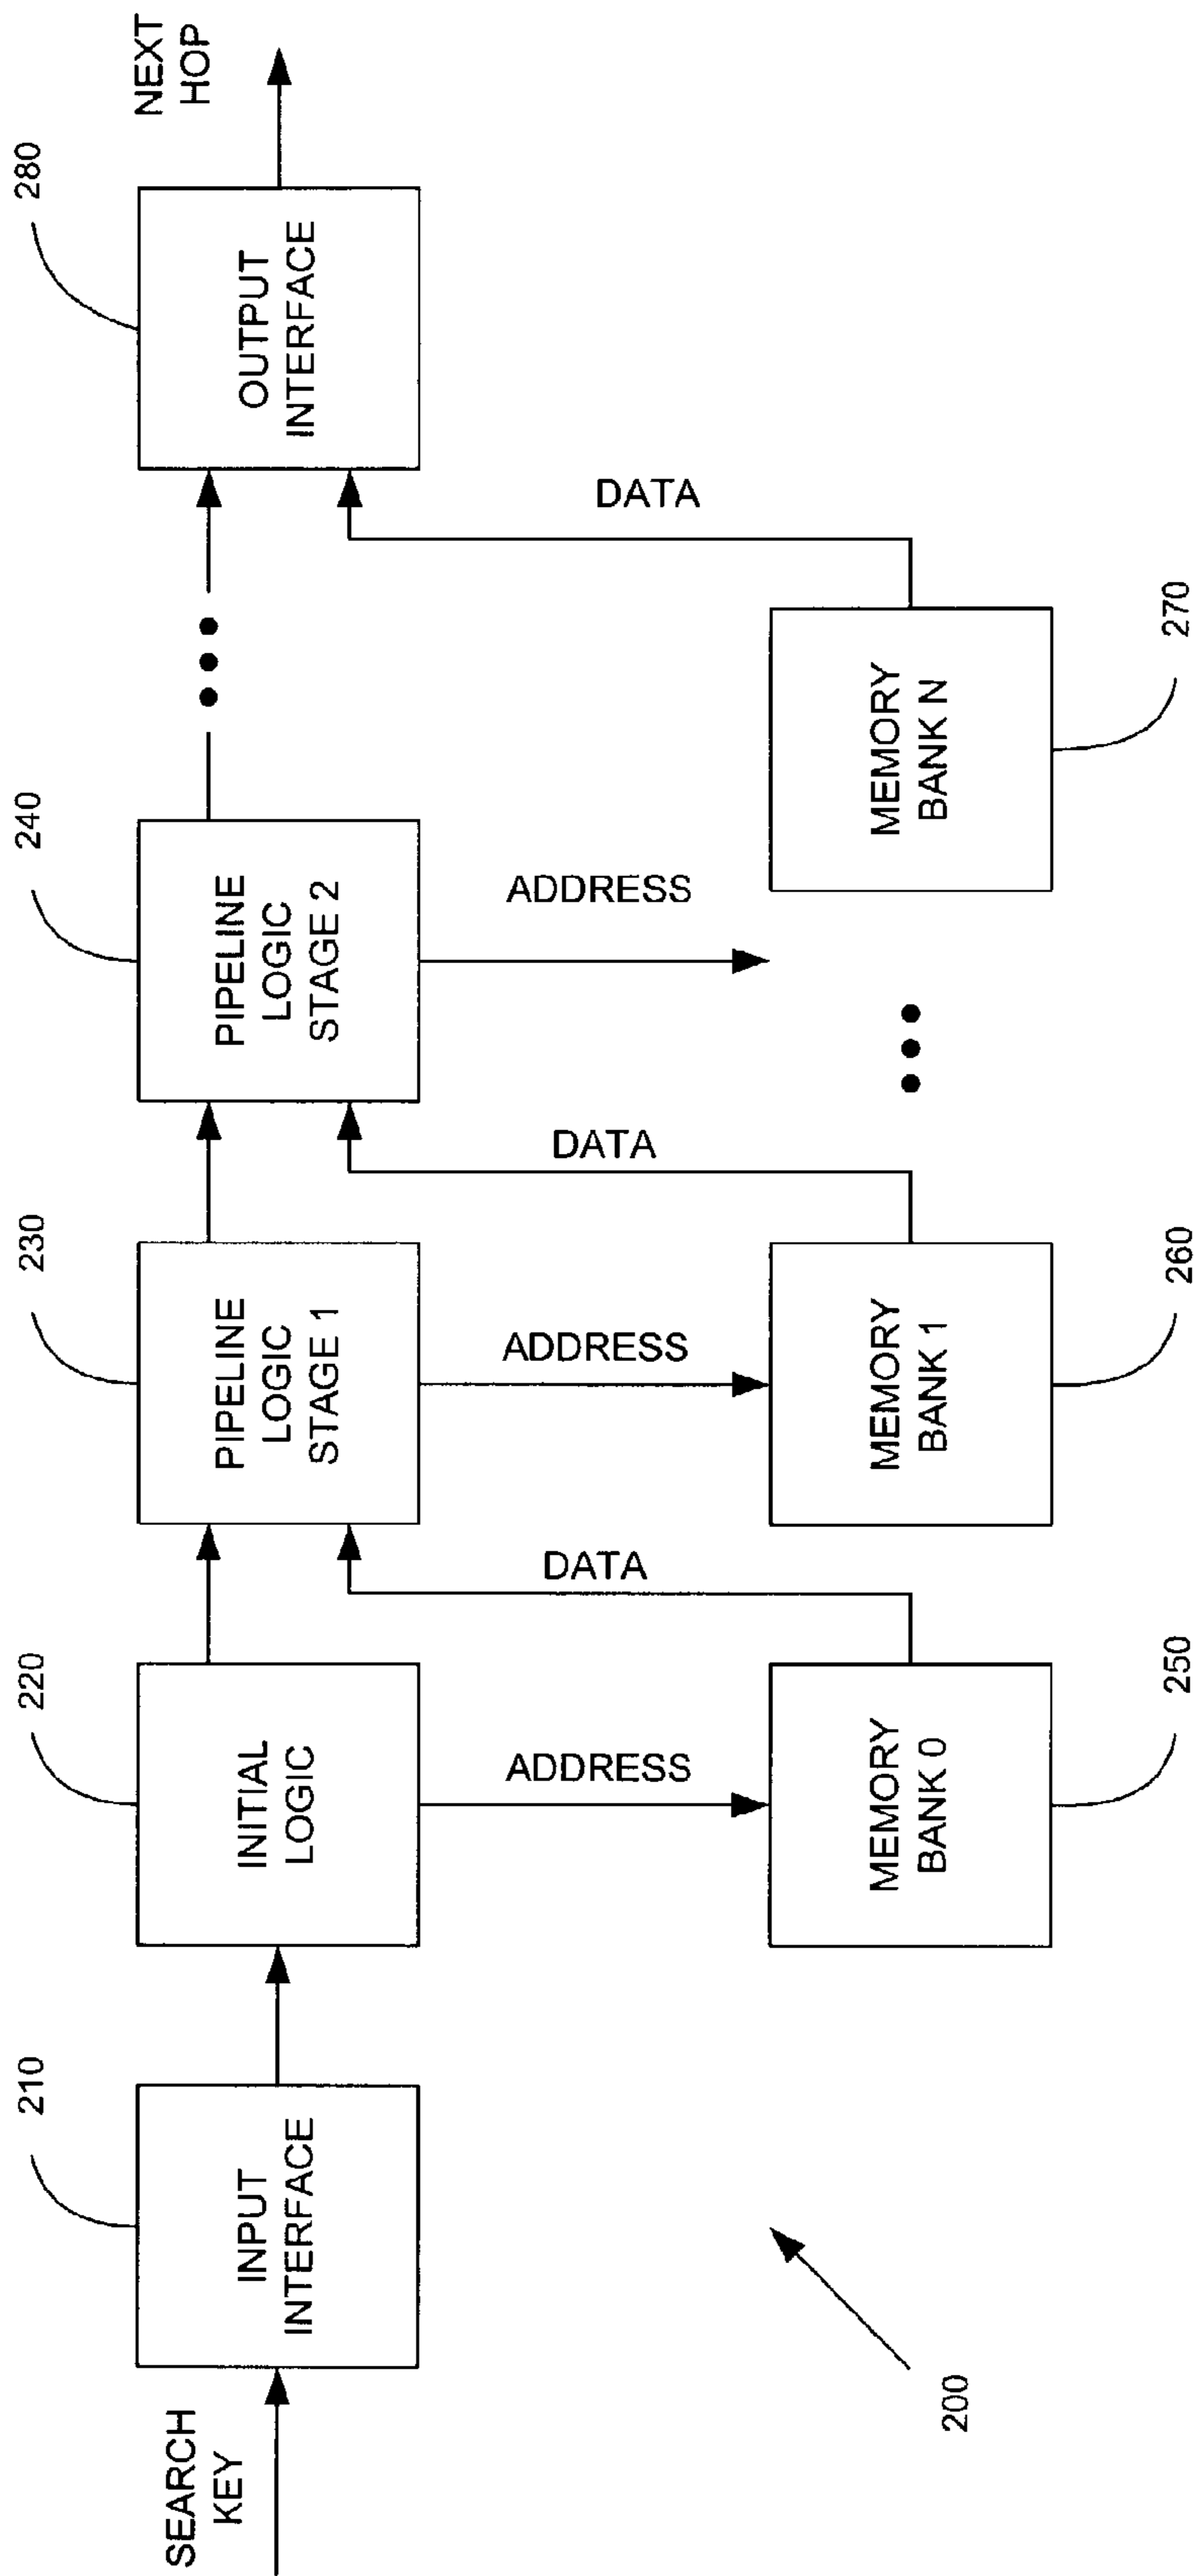 210
220
230
240
280
SEARCH
KEY
INPUT
INTERFACE
INITIAL
LOGIC
PIPELINE
LOGIC
STAGE 1
PIPELINE
LOGIC
STAGE 2
OUTPUT
INTERFACE
NEXT
HOP
ADDRESS
DATA
ADDRESS
DATA
ADDRESS
DATA
MEMORY
BANK 0
MEMORY
BANK 1
MEMORY
BANK N
200
250
260
270